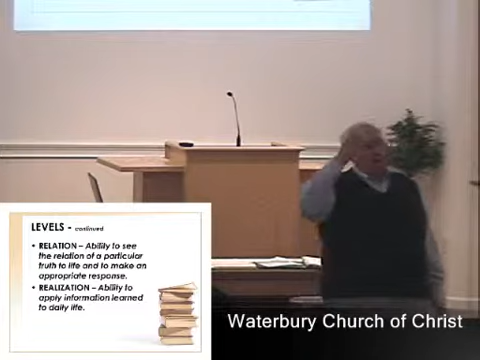 LEVELS - continued
• RELATION – Ability to see
the relation of a particular
truth to life and to make an
appropriate response.
• REALIZATION – Ability to
apply information learned
to daily life.
Waterbury Church of Christ